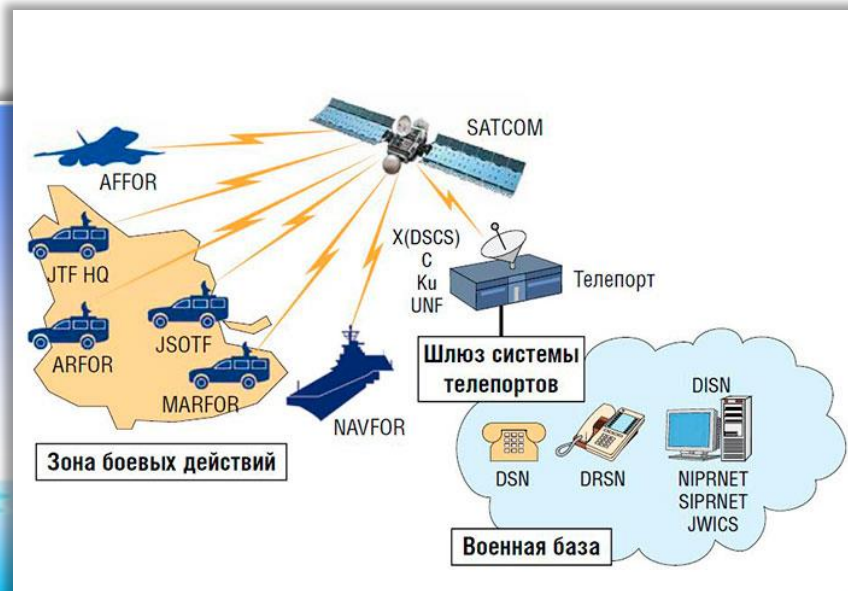 SATCOM
AFFOR
JTF HQ
ARFOR
JSOTF
MARFOR
NAVFOR
X(DSCS)
C
Ku
UNF
Телепорт
Шлюз системы
телепортов
Зона боевых действий
DISN
DSN
DRSN
NIPRNET
SIPRNET
JWICS
Военная база